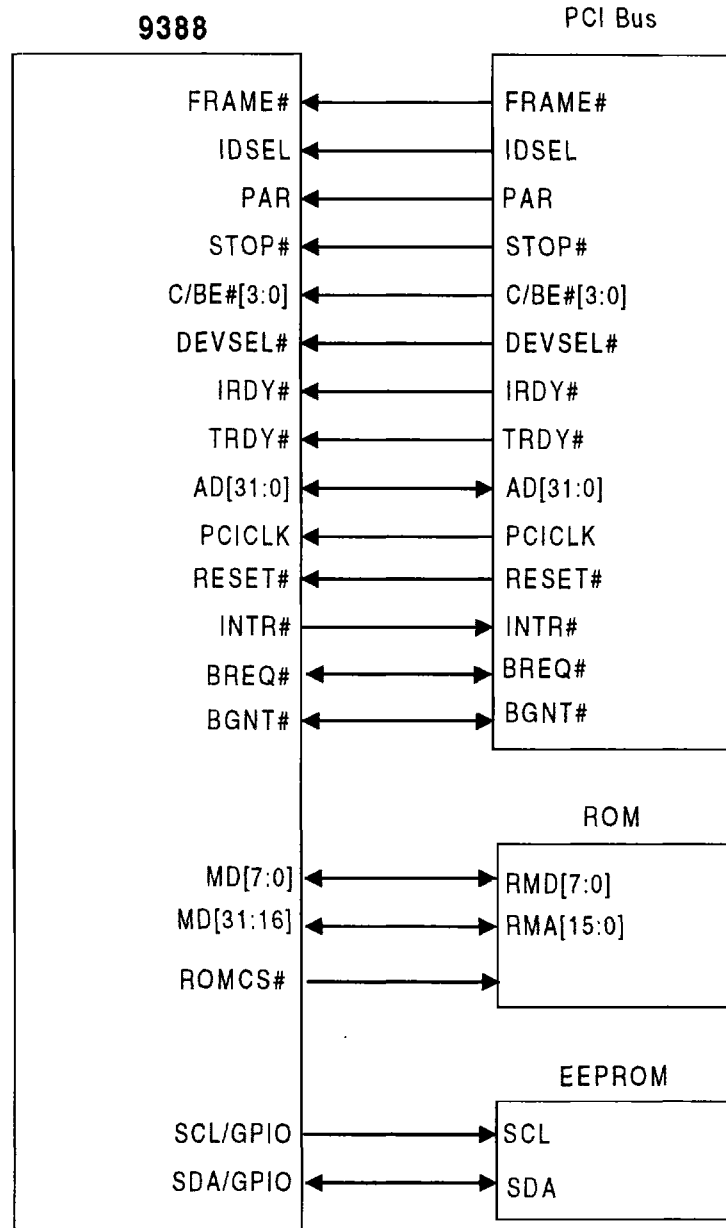 9388 PCI Bus
FRAME# FRAME#
IDSEL IDSEL
PAR PAR
STOP# STOP#
C/BE#[3:0] C/BE#[3:0]
DEVSEL# DEVSEL#
IRDY# IRDY#
TRDY# TRDY#
AD[31:0] AD[31:0]
PCICLK PCICLK
RESET# RESET#
INTR# INTR#
BREQ# BREQ#
BGNT# BGNT#
ROM
MD[7:0] RMD[7:0]
MD[31:16] RMA[15:0]
ROMCS#
EEPROM
SCL/GPIO SCL
SDA/GPIO SDA